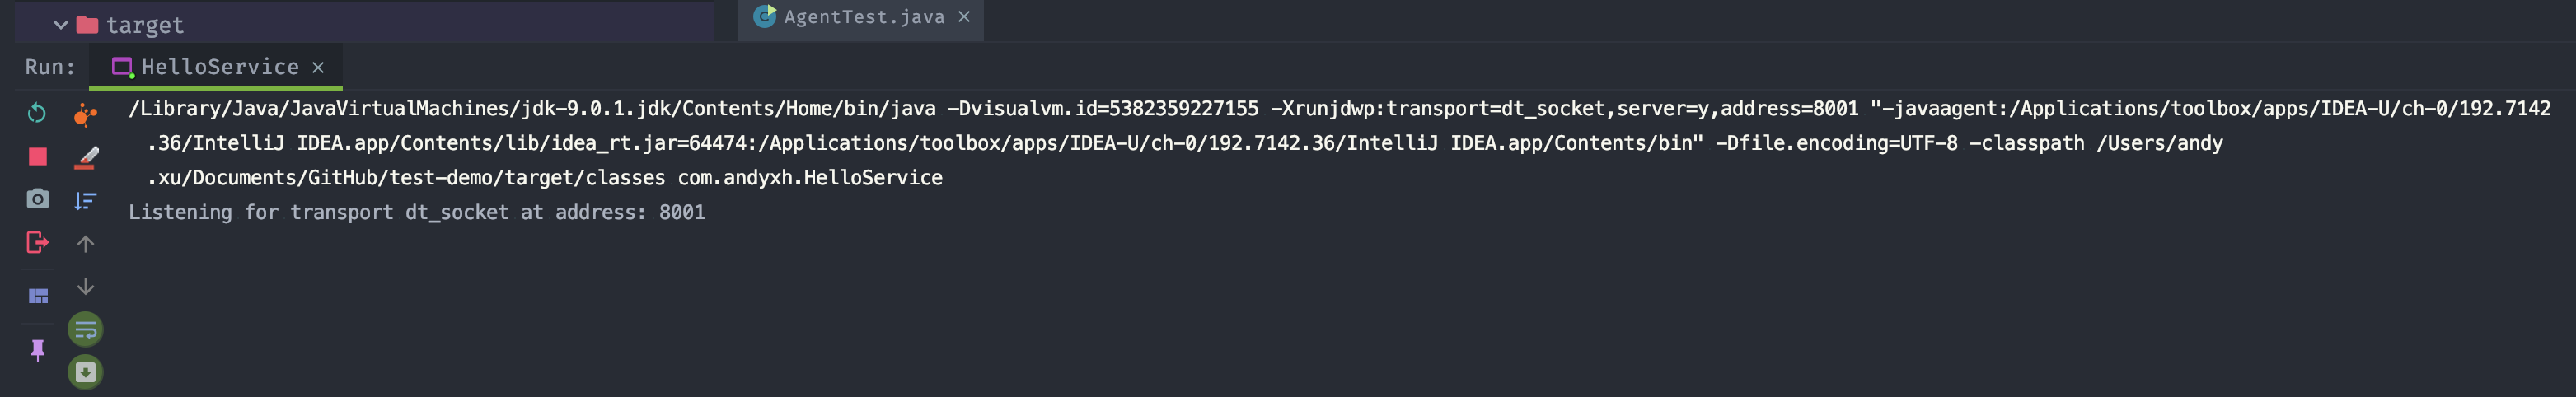 target
AgentTest.java
Run:
HelloService
/Library/Java/JavaVirtualMachines/jdk-9.0.1.jdk/Contents/Home/bin/java -Dvisualvm.id=5382359227155 -Xrunjdwp:transport=dt_socket,server=y,address=8001 "-javaagent:/Applications/toolbox/apps/IDEA-U/ch-0/192.7142
.36/IntelliJ IDEA.app/Contents/lib/idea_rt.jar=64474:/Applications/toolbox/apps/IDEA-U/ch-0/192.7142.36/IntelliJ IDEA.app/Contents/bin" -Dfile.encoding=UTF-8 -classpath /Users/andy
.xu/Documents/GitHub/test-demo/target/classes com.andyxh.HelloService
Listening for transport dt_socket at address: 8001